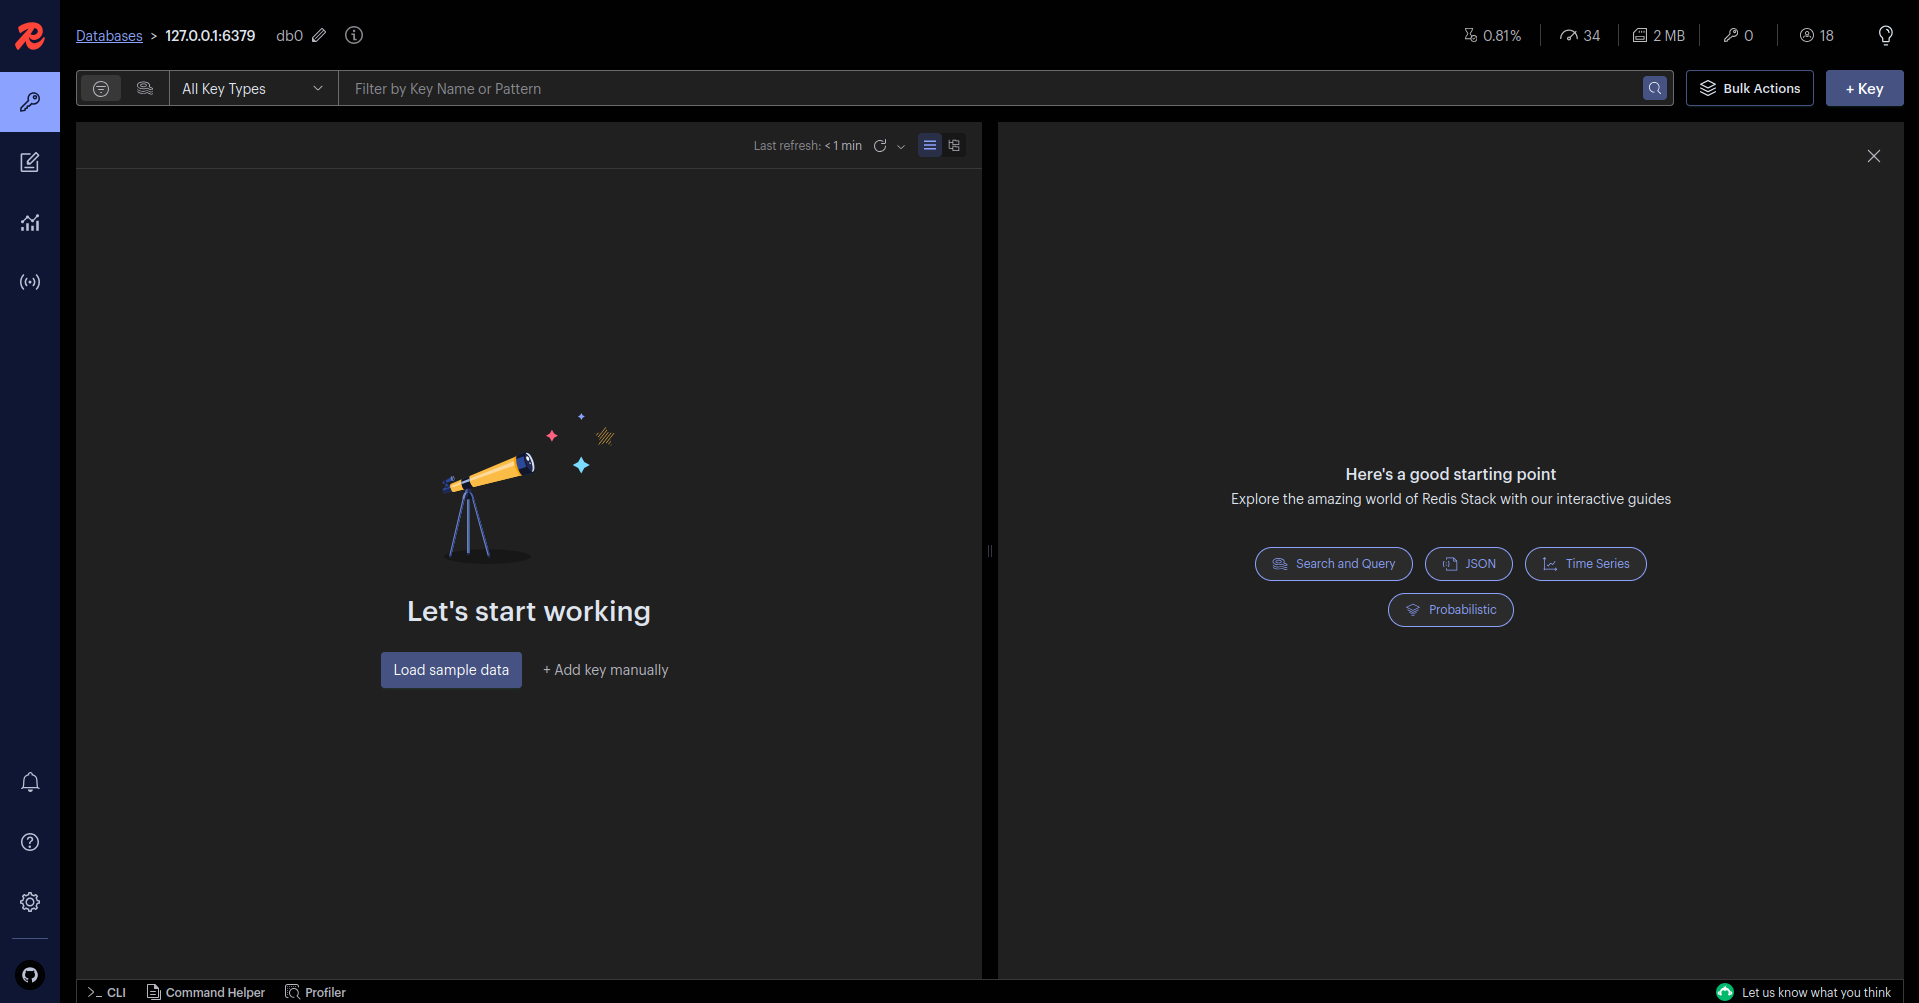 Databases > 127.0.0.1:6379 db0 0.81% 34 2 MB 0 18
All Key Types Filter by Key Name or Pattern Bulk Actions + Key
Last refresh: < 1 min
Let's start working
Load sample data + Add key manually
Here's a good starting point
Explore the amazing world of Redis Stack with our interactive guides
Search and Query JSON Time Series
Probabilistic
>_ CLI Command Helper Profiler Let us know what you think